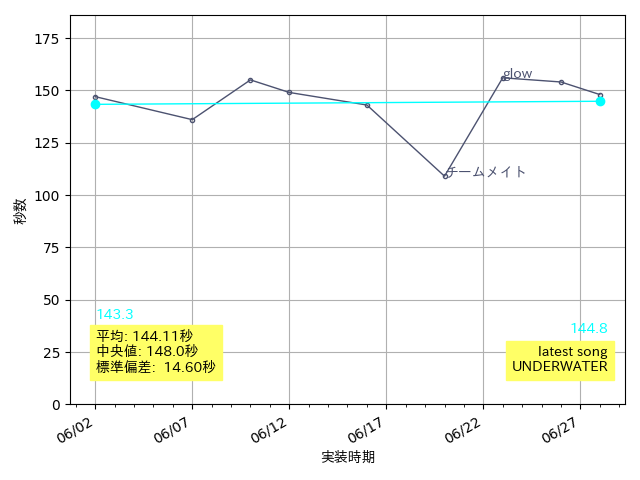 175
150
125
100
75
50
25
0
秒数
glow
チームメイト
143.3
平均: 144.11秒
中央値: 148.0秒
標準偏差: 14.60秒
144.8
latest song
UNDERWATER
06/02
06/07
06/12
06/17
06/22
06/27
実装時期